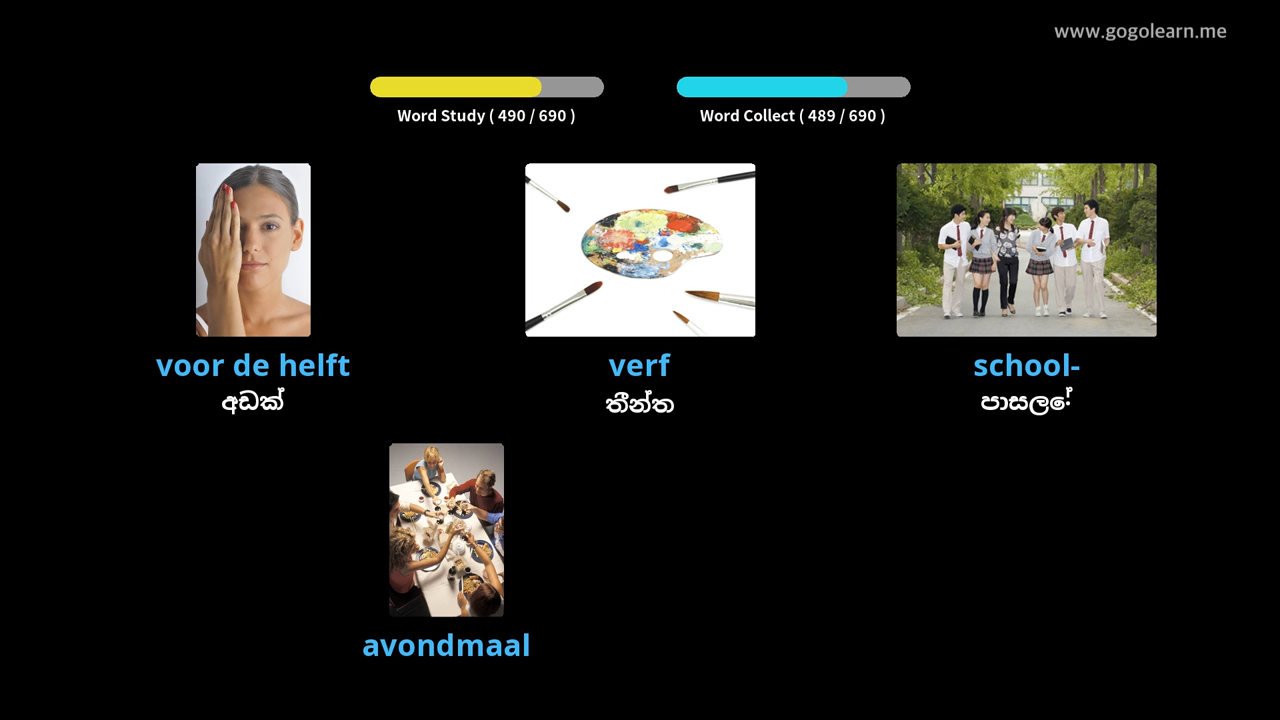 www.gogolearn.me
Word Study ( 490 / 690 )
Word Collect ( 489 / 690 )
voor de helft
අඩක්
verf
තීන්ත
school-
පාසලේ
avondmaal